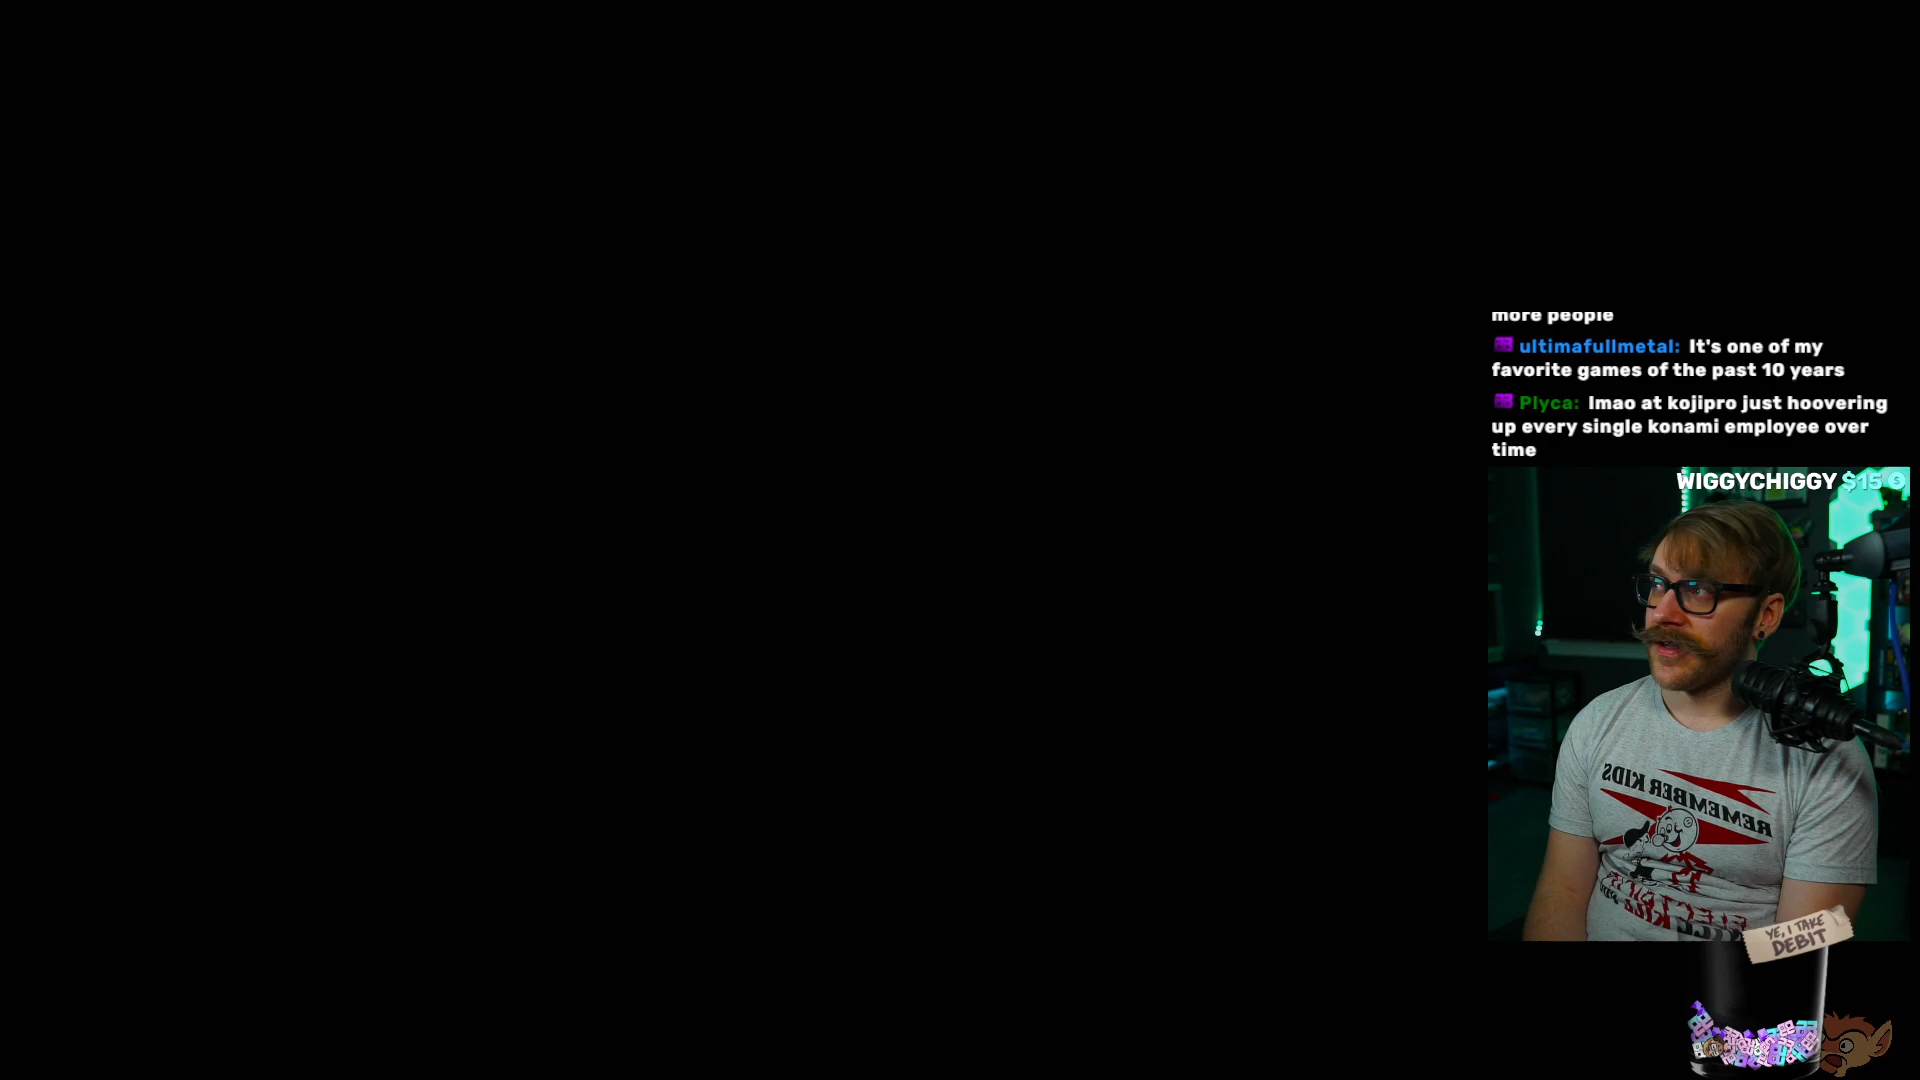 more people
ultimafullmetal: It's one of my
favorite games of the past 10 years
Plyca: lmao at kojipro just hoovering
up every single konami employee over
time
WIGGYCHIGGY $15
REMEMBER KIDS
YE, I TAKE
DEBIT